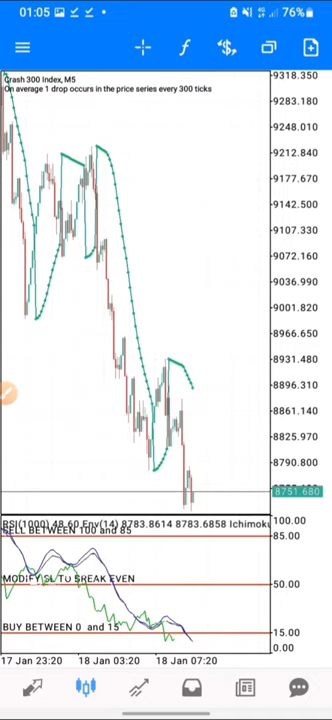 01:05
76%
Crash 300 Index, M5
On average 1 drop occurs in the price series every 300 ticks
9318.350
9283.180
9248.010
9212.840
9177.670
9142.500
9107.330
9072.160
9036.990
9001.820
8966.650
8931.480
8896.310
8861.140
8825.970
8790.800
8751.680
RSI(1000) 48.60 Env(14) 8783.8614 8783.6858 Ichimoku
100.00
SELL BETWEEN 100 and 85
85.00
MODIFY SL TO BREAK EVEN
50.00
BUY BETWEEN 0 and 15
15.00
0.00
17 Jan 23:20
18 Jan 03:20
18 Jan 07:20